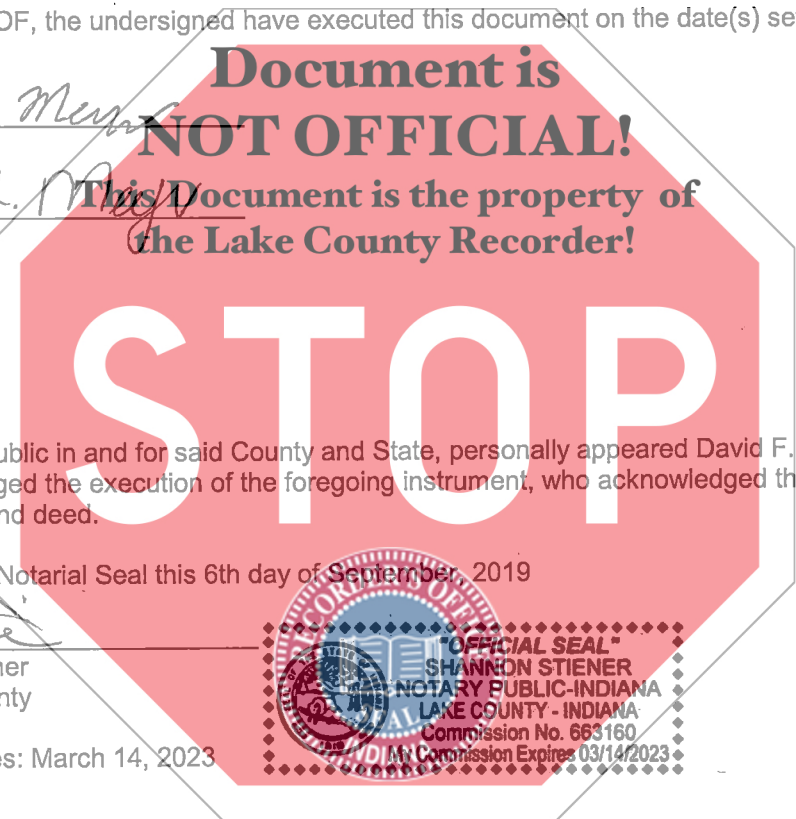 OF, the undersigned have executed this document on the date(s) se
Document is
NOT OFFICIAL!
This Document is the property of
the Lake County Recorder!
STOP
ublic in and for said County and State, personally appeared David F.
ged the execution of the foregoing instrument, who acknowledged th
nd deed.
Notarial Seal this 6th day of September, 2019
RECORDER'S OFFICE
SEAL
INDIANA
"OFFICIAL SEAL"
SHANNON STIENER
NOTARY PUBLIC-INDIANA
LAKE COUNTY - INDIANA
Commission No. 663160
My Commission Expires 03/14/2023
ner
nty
es: March 14, 2023